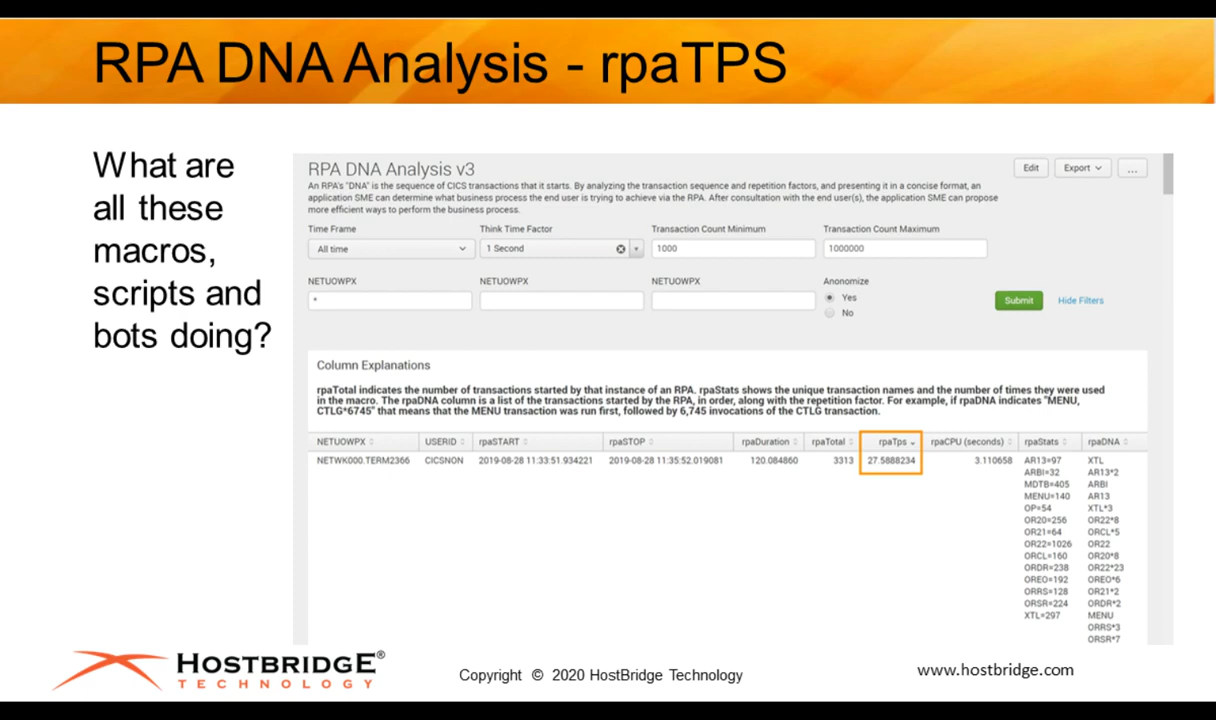 RPA DNA Analysis - rpaTPS
What are
all these
macros,
scripts and
bots doing?
RPA DNA Analysis v3
Edit
Export
...
An RPA's "DNA" is the sequence of CICS transactions that it starts. By analyzing the transaction sequence and repetition factors, and presenting it in a concise format, an
application SME can determine what business process the end user is trying to achieve via the RPA. After consultation with the end user(s), the application SME can propose
more efficient ways to perform the business process.
Time Frame
Think Time Factor
Transaction Count Minimum
Transaction Count Maximum
All time
1 Second
1000
1000000
NETUOWPX
NETUOWPX
NETUOWPX
Anonomize
*
Yes
No
Submit
Hide Filters
Column Explanations
rpaTotal indicates the number of transactions started by that instance of an RPA. rpaStats shows the unique transaction names and the number of times they were used
in the macro. The rpaDNA column is a list of the transactions started by the RPA, in order, along with the repetition factor. For example, if rpaDNA indicates "MENU,
CTLG*6745" that means that the MENU transaction was run first, followed by 6,745 invocations of the CTLG transaction.
NETUOWPX USERID rpaSTART rpaSTOP rpaDuration rpaTotal rpaTps rpaCPU (seconds) rpaStats rpaDNA
NETWK000.TERM2366 CICSNON 2019-08-28 11:33:51.934221 2019-08-28 11:35:52.019081 120.084860 3313 27.5888234 3.110658 AR13=97 XTL
ARBI=32 AR13*2
MDTB=405 ARBI
MENU=140 AR13
OP=54 XTL*3
OR20=256 OR22*8
OR21=64 ORCL*5
OR22=1026 OR22
ORCL=160 OR20*8
ORDR=238 OR22*23
OREO=192 OREO*6
ORRS=128 OR21*2
ORSR=224 ORDR*2
XTL=297 MENU
ORRS*3
ORSR*7
HOSTBRIDGE®
TECHNOLOGY
Copyright © 2020 HostBridge Technology
www.hostbridge.com